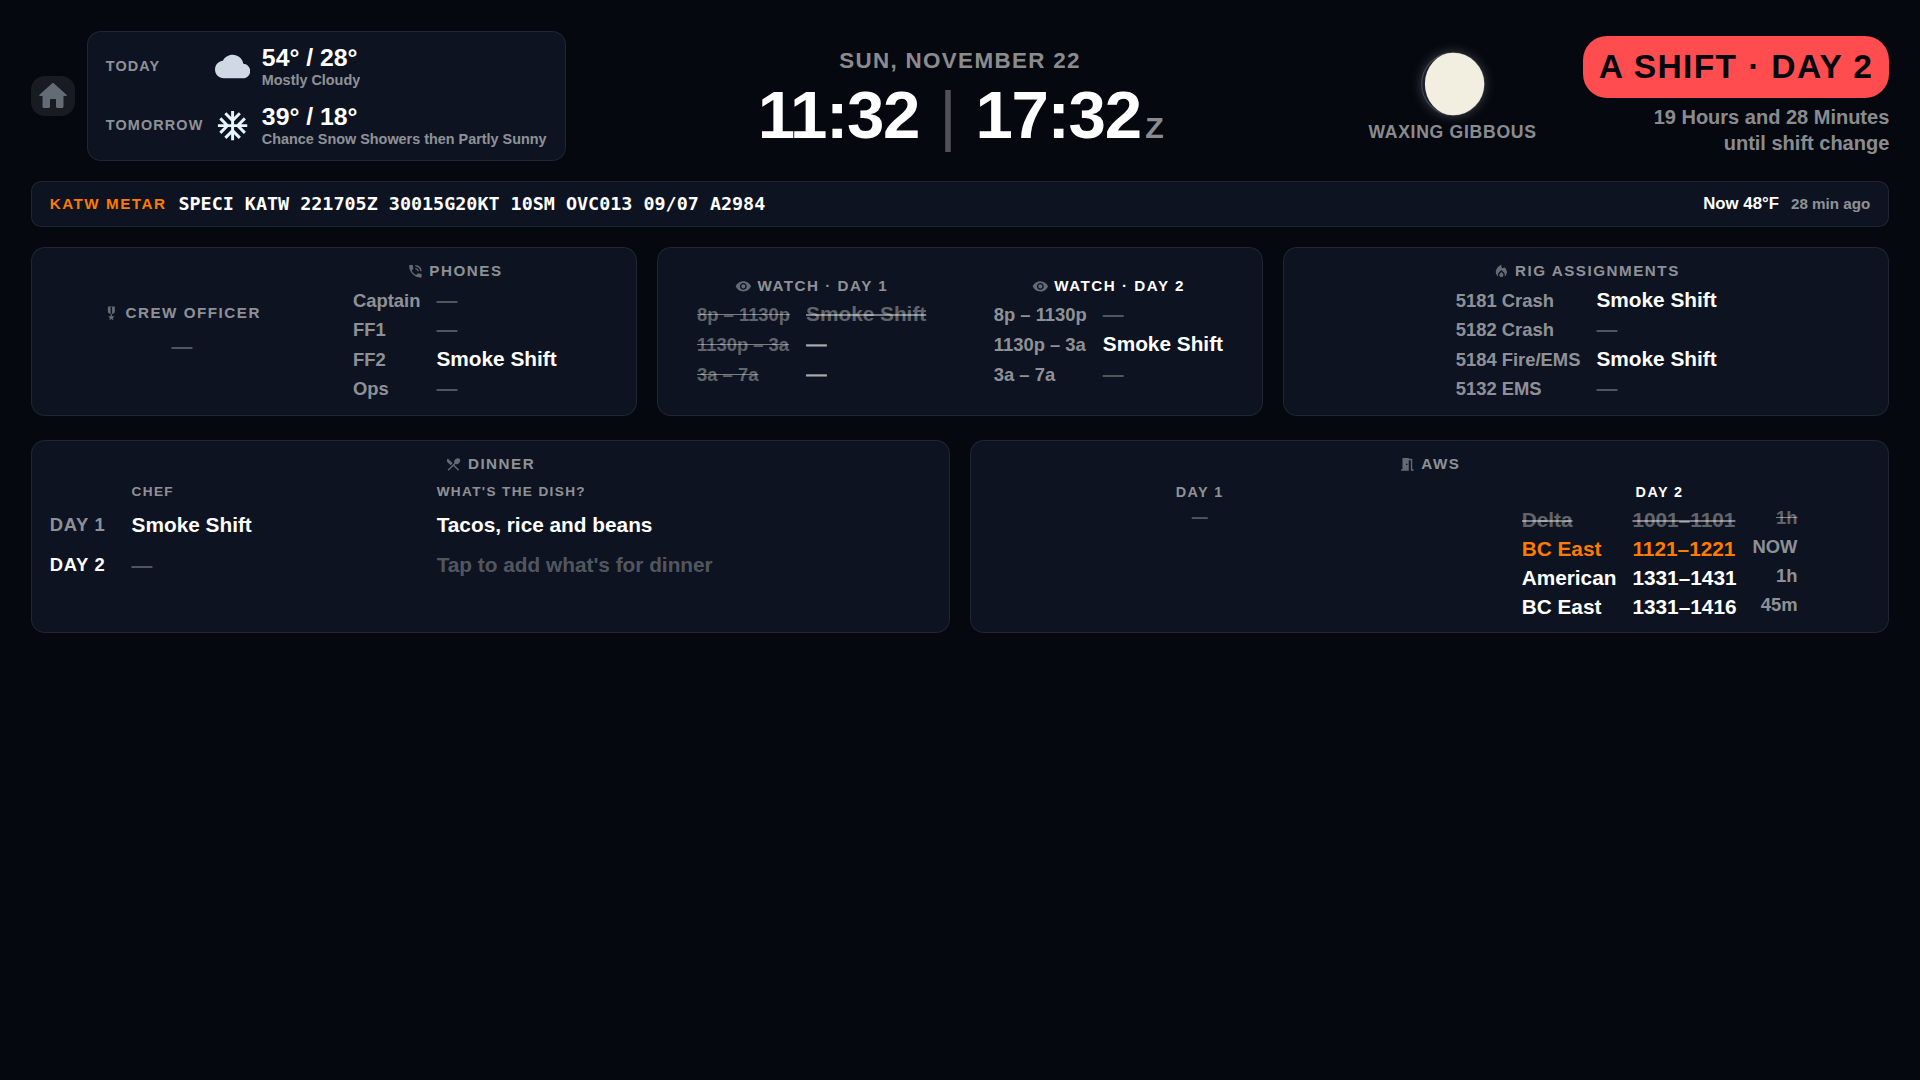 TODAY
54° / 28°
Mostly Cloudy
TOMORROW
39° / 18°
Chance Snow Showers then Partly Sunny
SUN, NOVEMBER 22
11:32 | 17:32 Z
WAXING GIBBOUS
A SHIFT · DAY 2
19 Hours and 28 Minutes
until shift change
KATW METAR SPECI KATW 221705Z 30015G20KT 10SM OVC013 09/07 A2984
Now 48°F 28 min ago
CREW OFFICER
—
PHONES
Captain —
FF1 —
FF2 Smoke Shift
Ops —
WATCH · DAY 1
8p – 1130p Smoke Shift
1130p – 3a —
3a – 7a —
WATCH · DAY 2
8p – 1130p —
1130p – 3a Smoke Shift
3a – 7a —
RIG ASSIGNMENTS
5181 Crash Smoke Shift
5182 Crash —
5184 Fire/EMS Smoke Shift
5132 EMS —
DINNER
CHEF WHAT'S THE DISH?
DAY 1 Smoke Shift Tacos, rice and beans
DAY 2 — Tap to add what's for dinner
AWS
DAY 1
—
DAY 2
Delta 1001–1101 1h
BC East 1121–1221 NOW
American 1331–1431 1h
BC East 1331–1416 45m